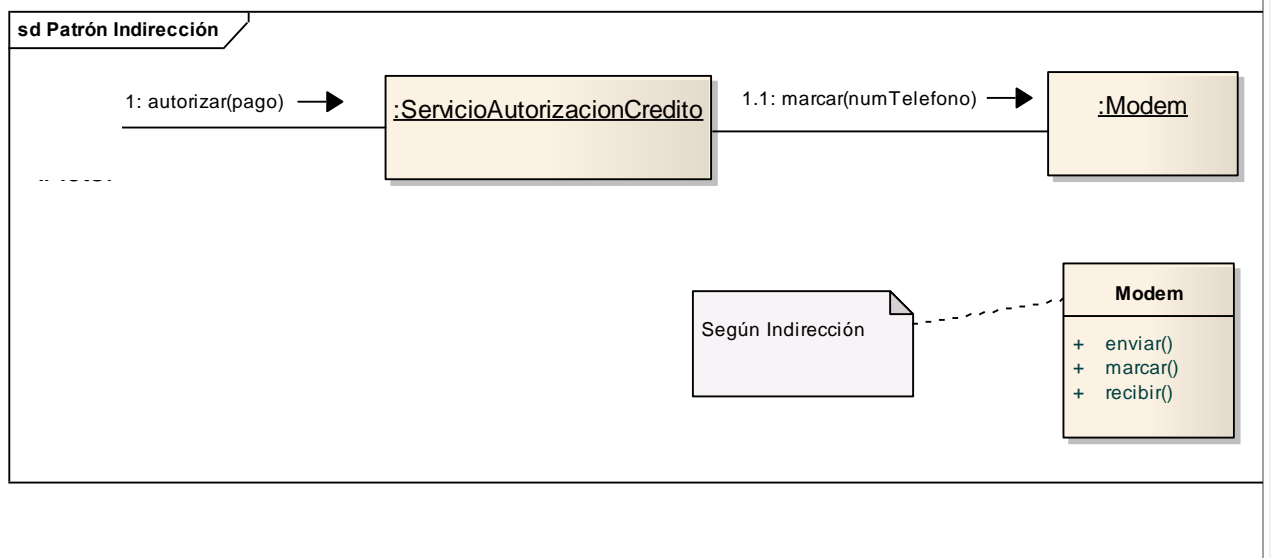 sd Patrón Indirección
1: autorizar(pago)
:ServicioAutorizacionCredito
1.1: marcar(numTelefono)
:Modem
Según Indirección
Modem
+ enviar()
+ marcar()
+ recibir()